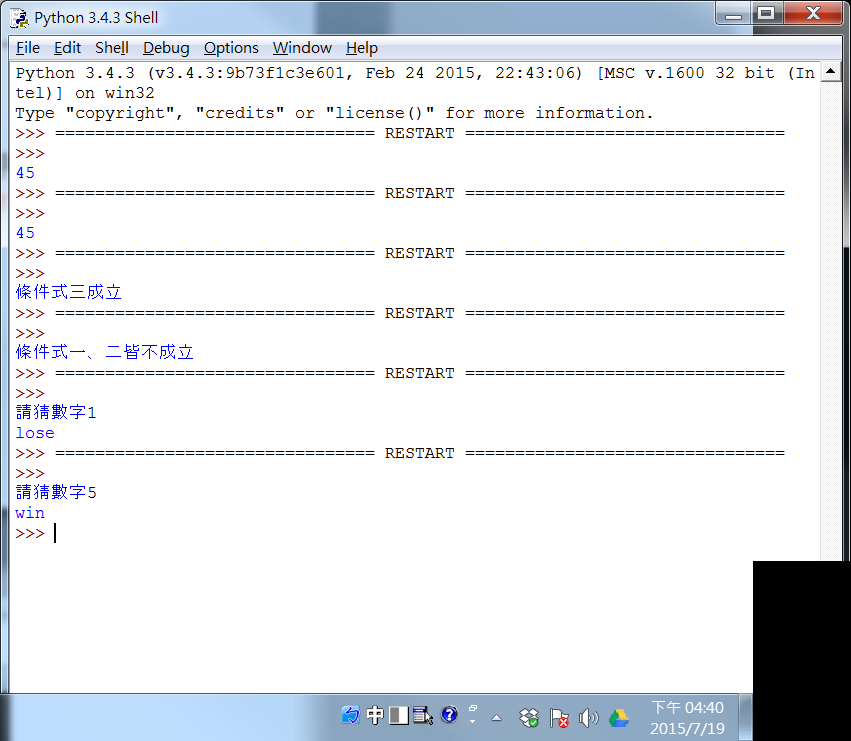 Python 3.4.3 Shell
File Edit Shell Debug Options Window Help
Python 3.4.3 (v3.4.3:9b73f1c3e601, Feb 24 2015, 22:43:06) [MSC v.1600 32 bit (In
tel)] on win32
Type "copyright", "credits" or "license()" for more information.
>>> ================================ RESTART ================================
>>>
45
>>> ================================ RESTART ================================
>>>
45
>>> ================================ RESTART ================================
>>>
條件式三成立
>>> ================================ RESTART ================================
>>>
條件式一、二皆不成立
>>> ================================ RESTART ================================
>>>
請猜數字1
lose
>>> ================================ RESTART ================================
>>>
請猜數字5
win
>>>
中
下午 04:40
2015/7/19